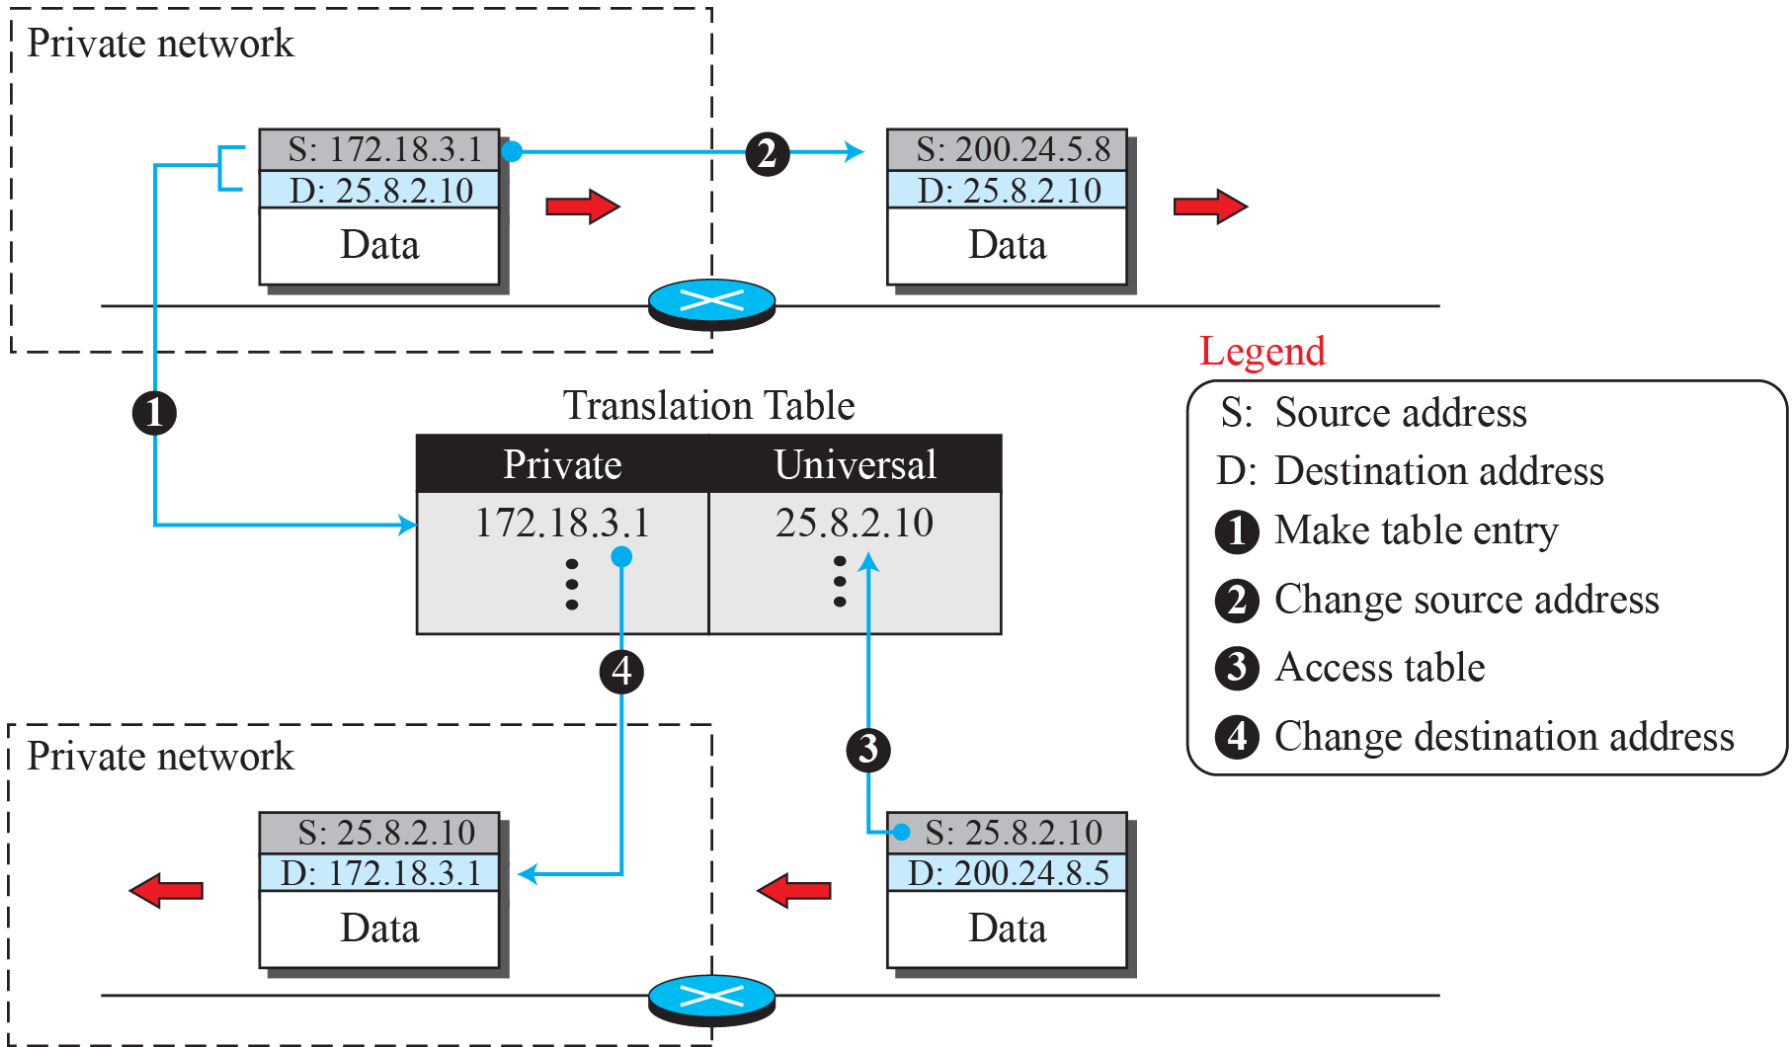 Private network
S: 172.18.3.1
D: 25.8.2.10
Data
2
S: 200.24.5.8
D: 25.8.2.10
Data
1
Translation Table
Private Universal
172.18.3.1 25.8.2.10
4
3
Legend
S: Source address
D: Destination address
1 Make table entry
2 Change source address
3 Access table
4 Change destination address
Private network
S: 25.8.2.10
D: 172.18.3.1
Data
S: 25.8.2.10
D: 200.24.8.5
Data